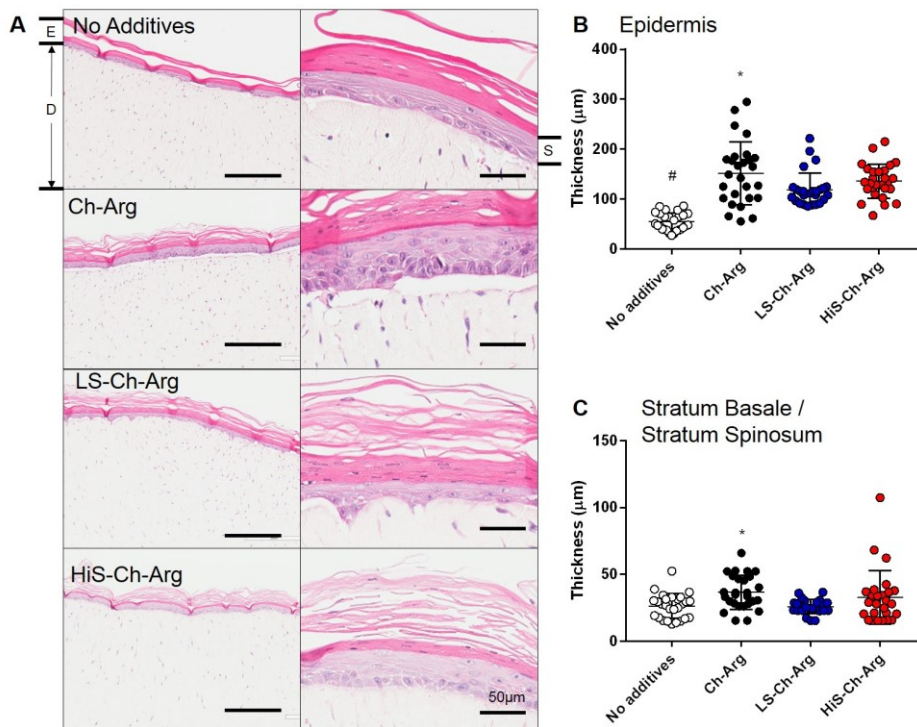 A
No Additives
E
D
S
Ch-Arg
LS-Ch-Arg
HiS-Ch-Arg
50µm
B Epidermis
Thickness (µm)
400
300
200
100
0
#
*
No additives
Ch-Arg
LS-Ch-Arg
HiS-Ch-Arg
C Stratum Basale /
Stratum Spinosum
Thickness (µm)
150
100
50
0
*
No additives
Ch-Arg
LS-Ch-Arg
HiS-Ch-Arg